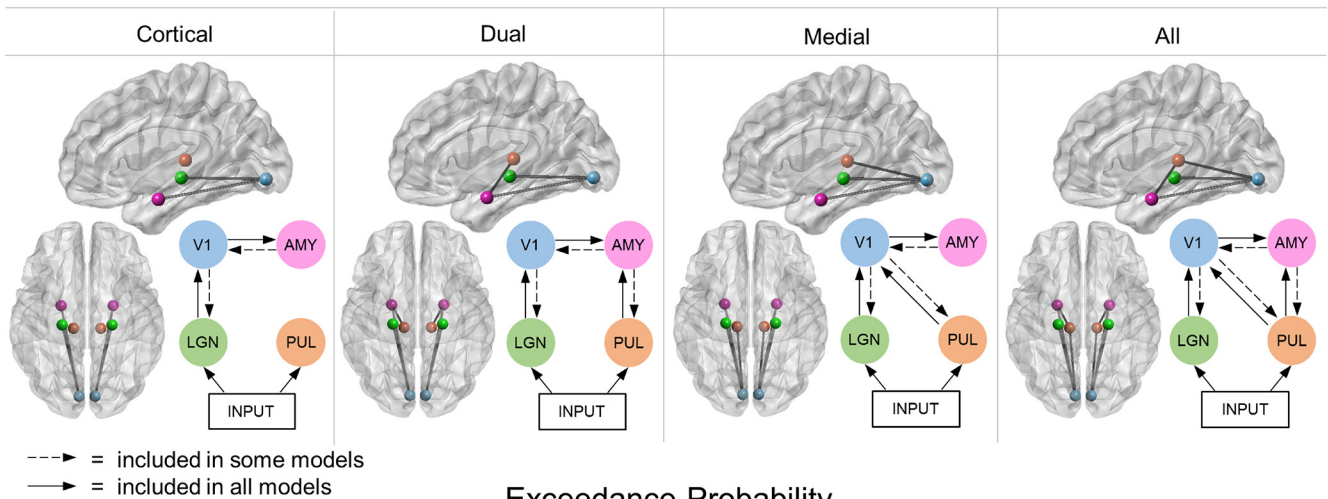 Cortical
Dual
Medial
All
V1 AMY
LGN PUL
INPUT
V1 AMY
LGN PUL
INPUT
V1 AMY
LGN PUL
INPUT
V1 AMY
LGN PUL
INPUT
= included in some models
= included in all models
Exceedance Probability